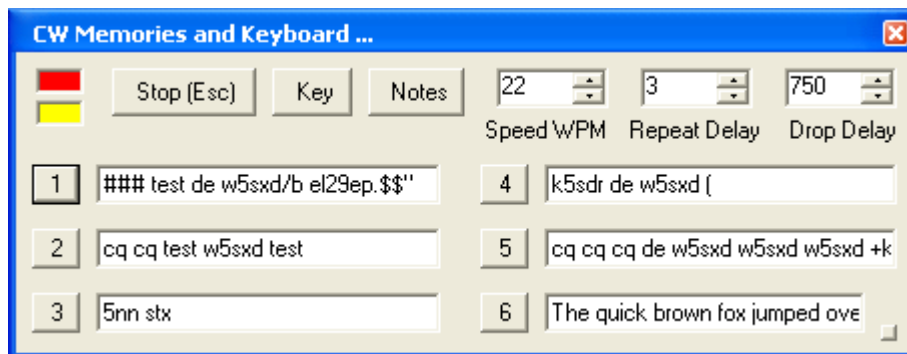 CW Memories and Keyboard ...
Stop (Esc) Key Notes 22 3 750
Speed WPM Repeat Delay Drop Delay
1 ### test de w5sxd/b el29ep.$$" 4 k5sdr de w5sxd (
2 cq cq test w5sxd test 5 cq cq cq de w5sxd w5sxd w5sxd +k
3 5nn stx 6 The quick brown fox jumped ove